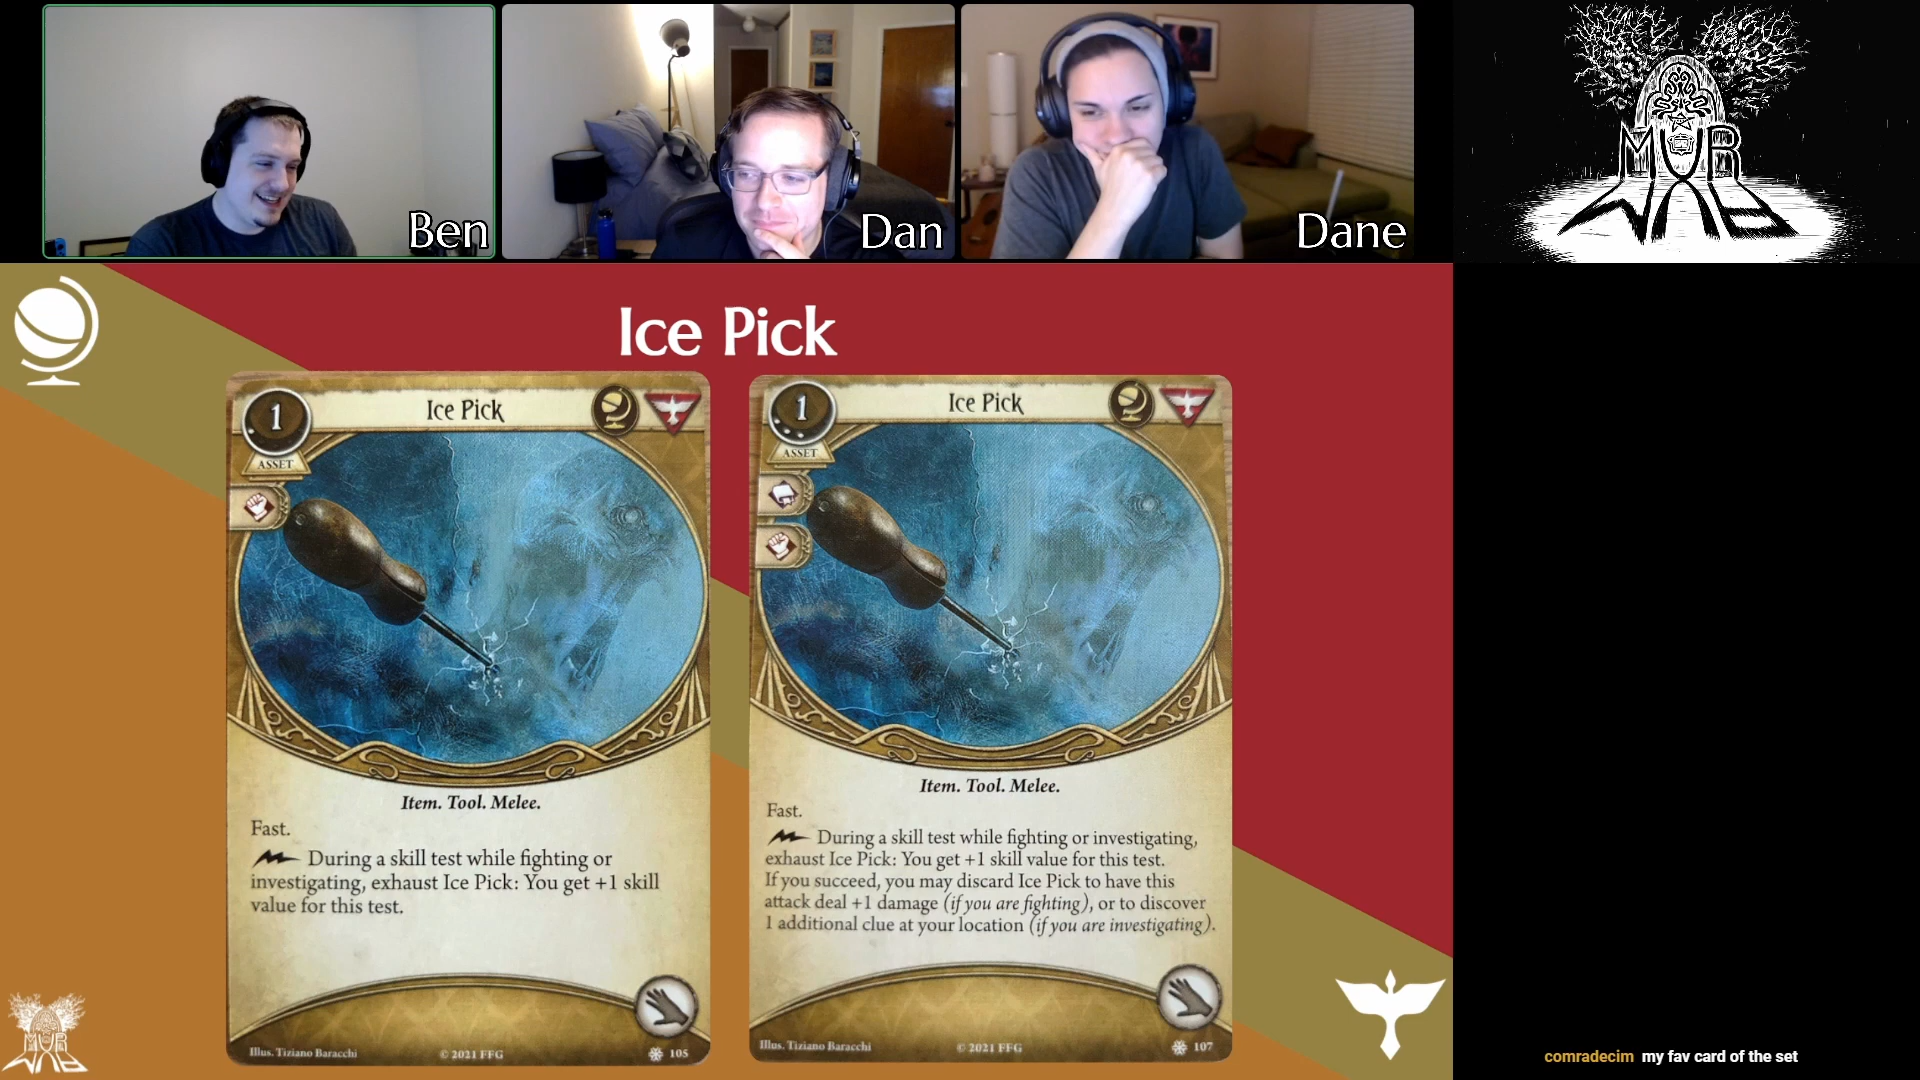 Ben
Dan
Dane
MUR
Ice Pick
1
Ice Pick
ASSET
Item. Tool. Melee.
Fast.
During a skill test while fighting or
investigating, exhaust Ice Pick: You get +1 skill
value for this test.
Illus. Tiziano Baracchi
© 2021 FFG
105
1
Ice Pick
ASSET
Item. Tool. Melee.
Fast.
During a skill test while fighting or investigating,
exhaust Ice Pick: You get +1 skill value for this test.
If you succeed, you may discard Ice Pick to have this
attack deal +1 damage (if you are fighting), or to discover
1 additional clue at your location (if you are investigating).
Illus. Tiziano Baracchi
© 2021 FFG
107
MUR
comradecim my fav card of the set